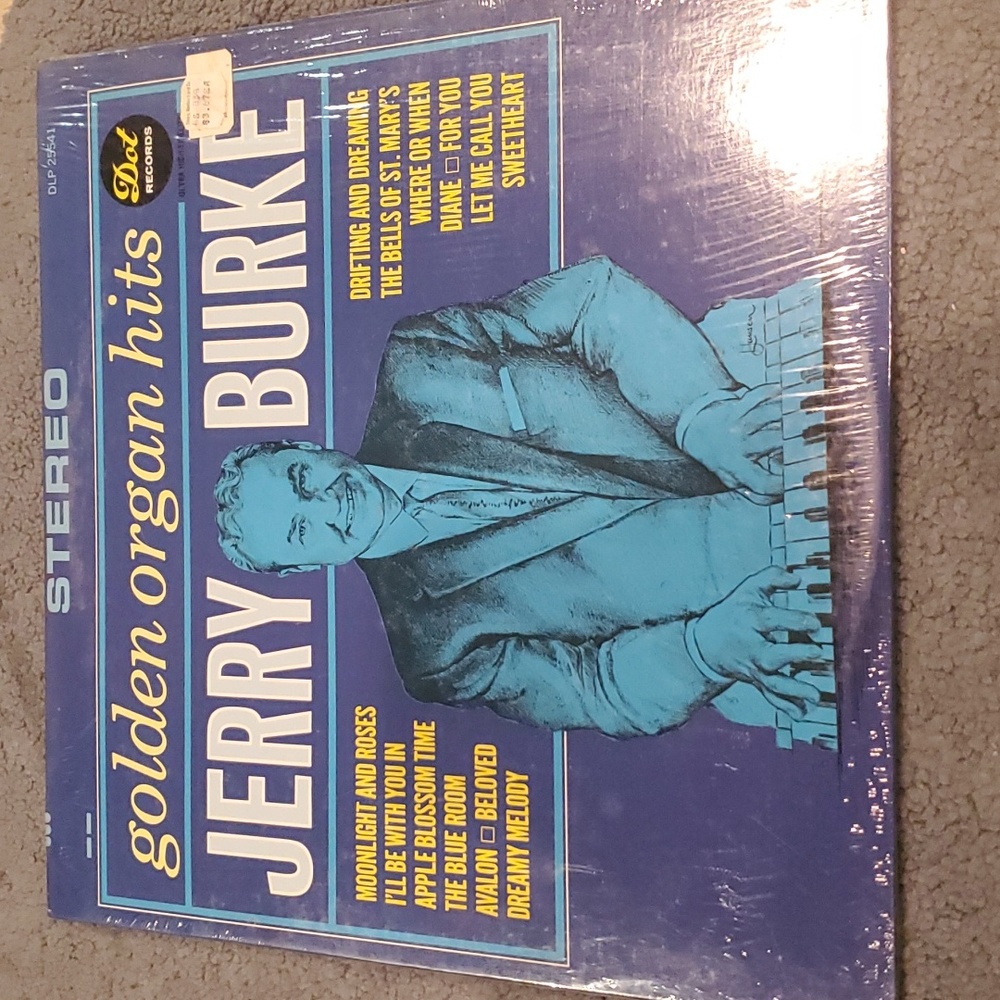 STEREO
DLP 25541
golden organ hits
Dot
RECORDS
JERRY BURKE
MOONLIGHT AND ROSES
I'LL BE WITH YOU IN
APPLE BLOSSOM TIME
THE BLUE ROOM
AVALON □ BELOVED
DREAMY MELODY
DRIFTING AND DREAMING
THE BELLS OF ST. MARY'S
WHERE OR WHEN
DIANE □ FOR YOU
LET ME CALL YOU
SWEETHEART